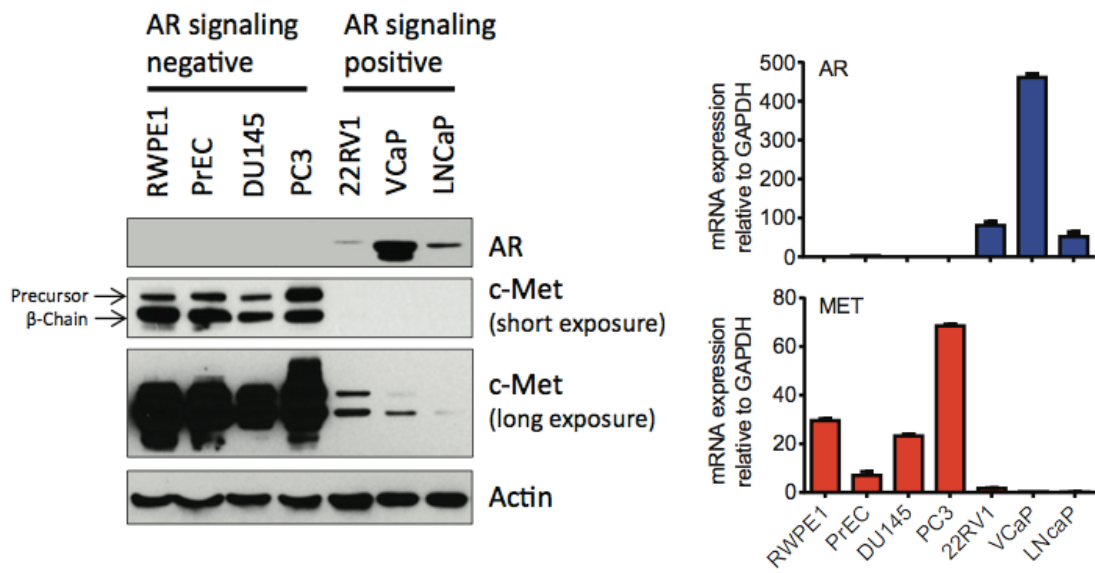 AR signaling
negative
AR signaling
positive
RWPE1
PrEC
DU145
PC3
22RV1
VCaP
LNCaP
AR
Precursor
β-Chain
c-Met
(short exposure)
c-Met
(long exposure)
Actin
mRNA expression
relative to GAPDH
500
400
300
200
100
0
AR
mRNA expression
relative to GAPDH
80
60
40
20
0
MET
RWPE1
PrEC
DU145
PC3
22RV1
VCaP
LNcaP